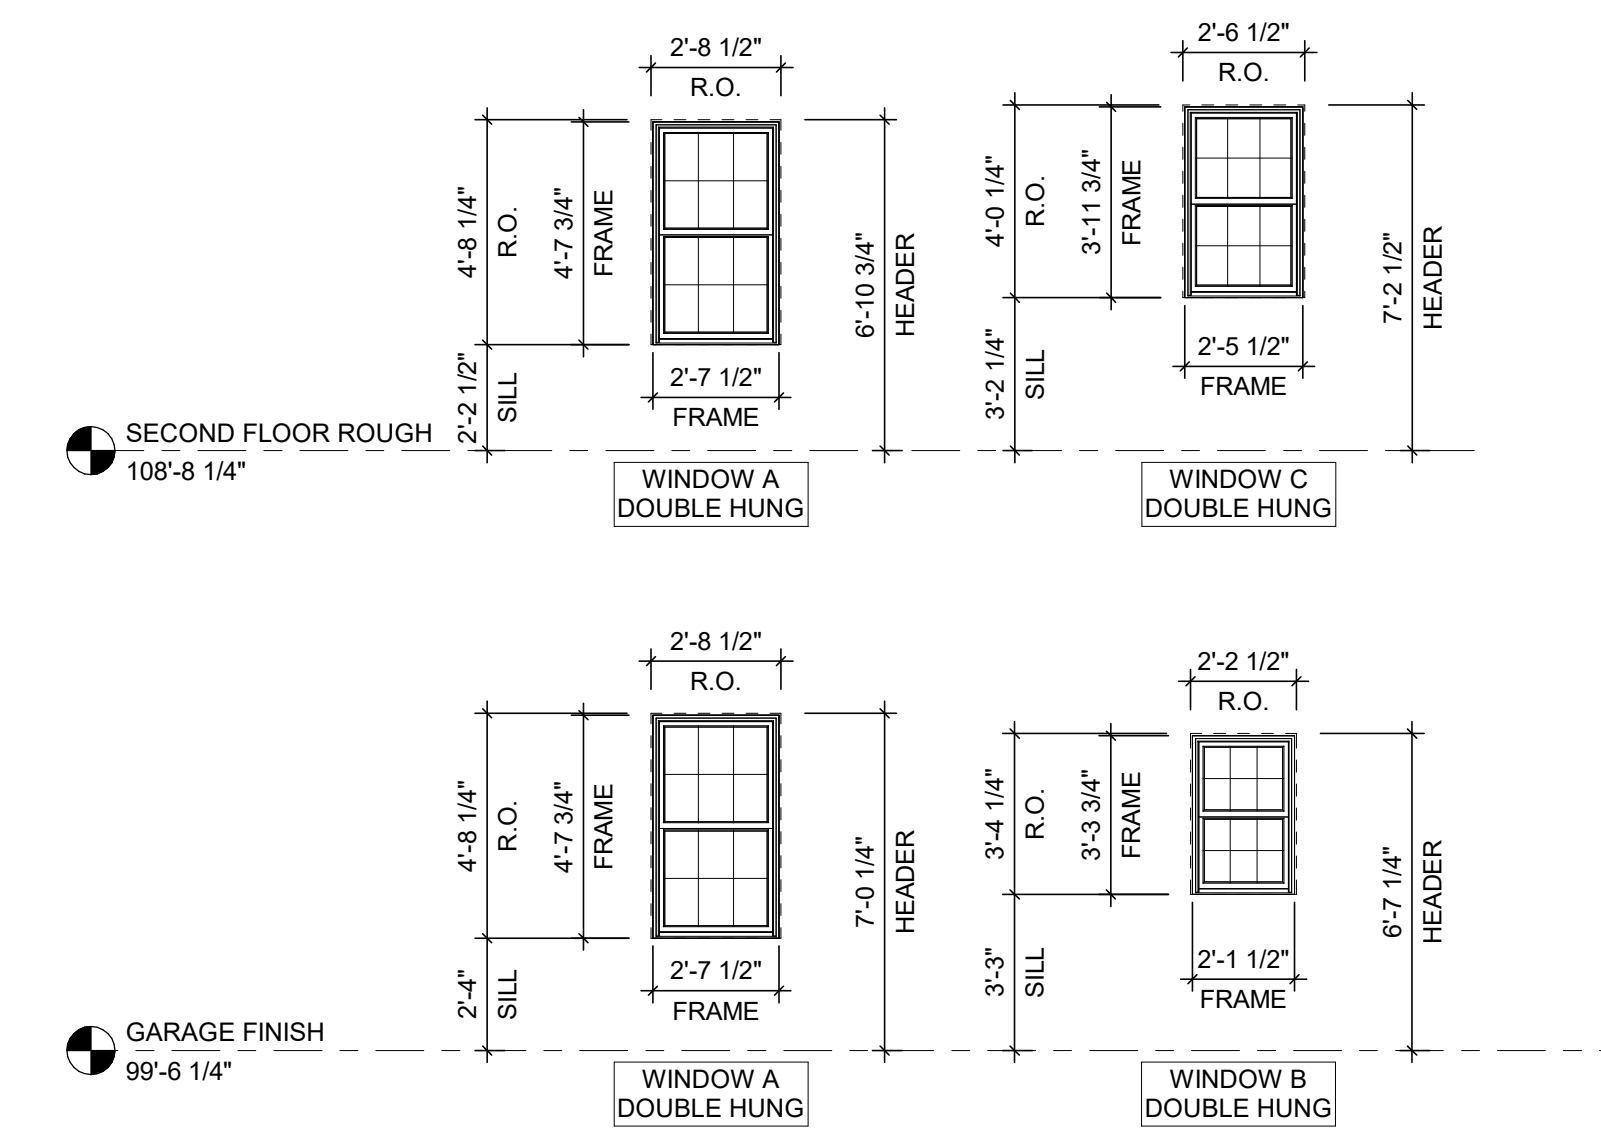 2'-8 1/2"
R.O.
2'-6 1/2"
R.O.
4'-8 1/4"
R.O.
4'-7 3/4"
FRAME
6'-10 3/4"
HEADER
4'-0 1/4"
R.O.
3'-11 3/4"
FRAME
7'-2 1/2"
HEADER
2'-2 1/2"
SILL
2'-7 1/2"
FRAME
3'-2 1/4"
SILL
2'-5 1/2"
FRAME
SECOND FLOOR ROUGH
108'-8 1/4"
WINDOW A
DOUBLE HUNG
WINDOW C
DOUBLE HUNG
2'-8 1/2"
R.O.
2'-2 1/2"
R.O.
4'-8 1/4"
R.O.
4'-7 3/4"
FRAME
7'-0 1/4"
HEADER
3'-4 1/4"
R.O.
3'-3 3/4"
FRAME
6'-7 1/4"
HEADER
2'-4"
SILL
2'-7 1/2"
FRAME
3'-3"
SILL
2'-1 1/2"
FRAME
GARAGE FINISH
99'-6 1/4"
WINDOW A
DOUBLE HUNG
WINDOW B
DOUBLE HUNG